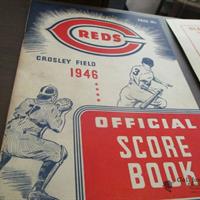 REDS
CROSLEY FIELD
1946
OFFICIAL
SCORE
BOOK